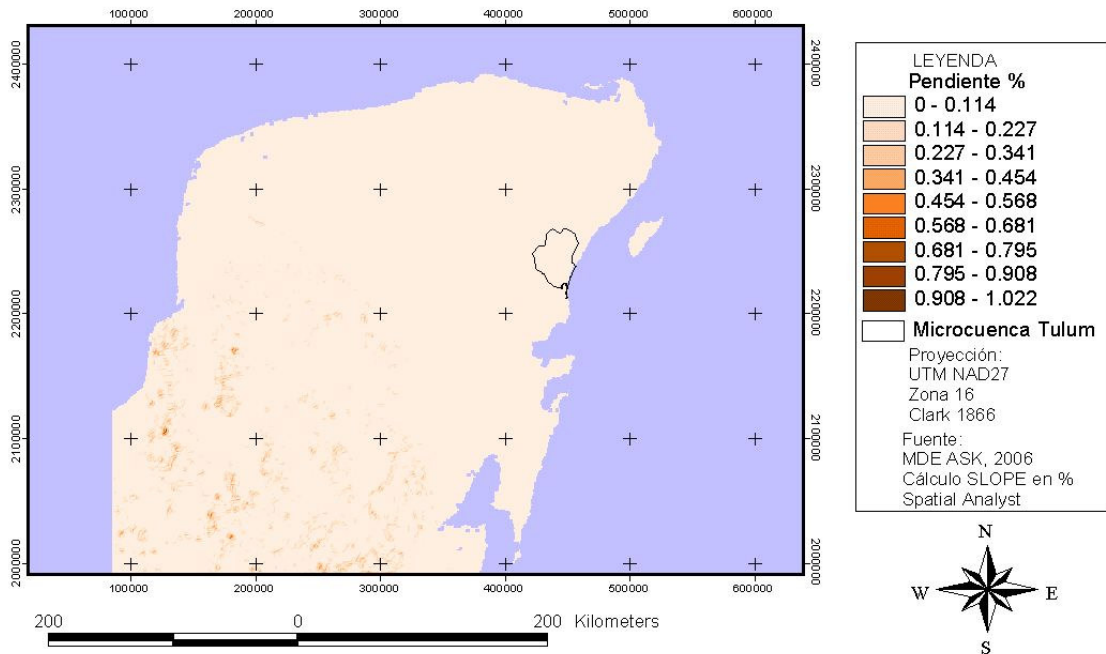 100000 200000 300000 400000 500000 600000
2400000 2400000
2300000 2300000
2200000 2200000
2100000 2100000
2000000 2000000
100000 200000 300000 400000 500000 600000
200 0 200 Kilometers
LEYENDA
Pendiente %
0 - 0.114
0.114 - 0.227
0.227 - 0.341
0.341 - 0.454
0.454 - 0.568
0.568 - 0.681
0.681 - 0.795
0.795 - 0.908
0.908 - 1.022
Microcuenca Tulum
Proyección:
UTM NAD27
Zona 16
Clark 1866
Fuente:
MDE ASK, 2006
Cálculo SLOPE en %
Spatial Analyst
N
W E
S